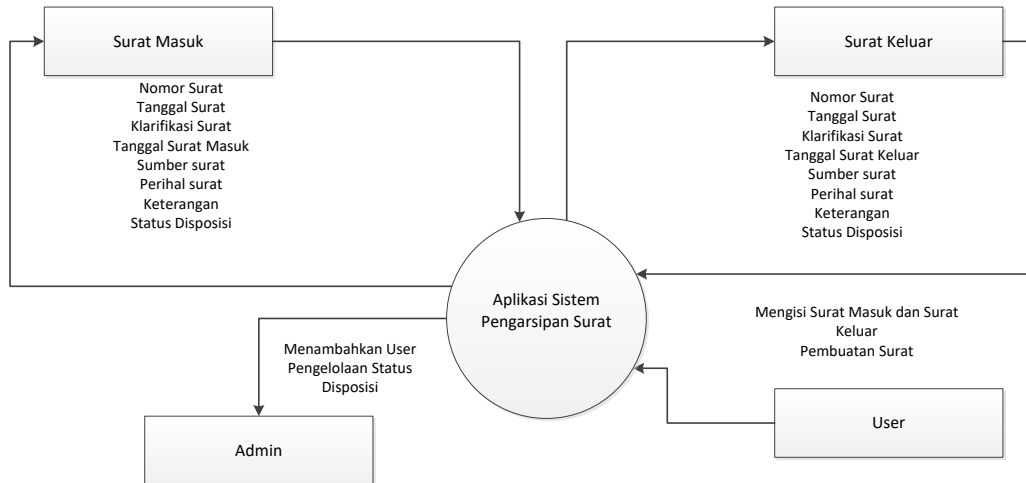 Surat Masuk
Nomor Surat
Tanggal Surat
Klarifikasi Surat
Tanggal Surat Masuk
Sumber surat
Perihal surat
Keterangan
Status Disposisi
Surat Keluar
Nomor Surat
Tanggal Surat
Klarifikasi Surat
Tanggal Surat Keluar
Sumber surat
Perihal surat
Keterangan
Status Disposisi
Aplikasi Sistem
Pengarsipan Surat
Menambahkan User
Pengelolaan Status
Disposisi
Mengisi Surat Masuk dan Surat
Keluar
Pembuatan Surat
Admin
User